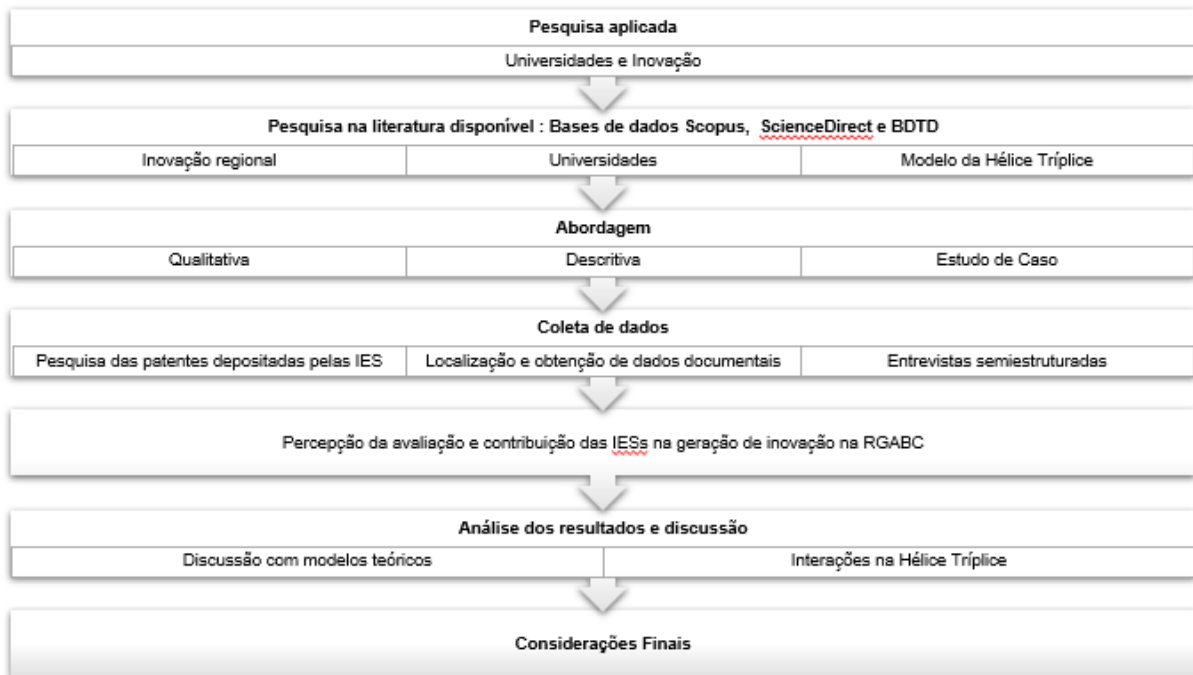 Pesquisa aplicada
Universidades e Inovação
Pesquisa na literatura disponível : Bases de dados Scopus, ScienceDirect e BDTD
Inovação regional
Universidades
Modelo da Hélice Tríplice
Abordagem
Qualitativa
Descritiva
Estudo de Caso
Coleta de dados
Pesquisa das patentes depositadas pelas IES
Localização e obtenção de dados documentais
Entrevistas semiestruturadas
Percepção da avaliação e contribuição das IESs na geração de inovação na RGABC
Análise dos resultados e discussão
Discussão com modelos teóricos
Interações na Hélice Tríplice
Considerações Finais